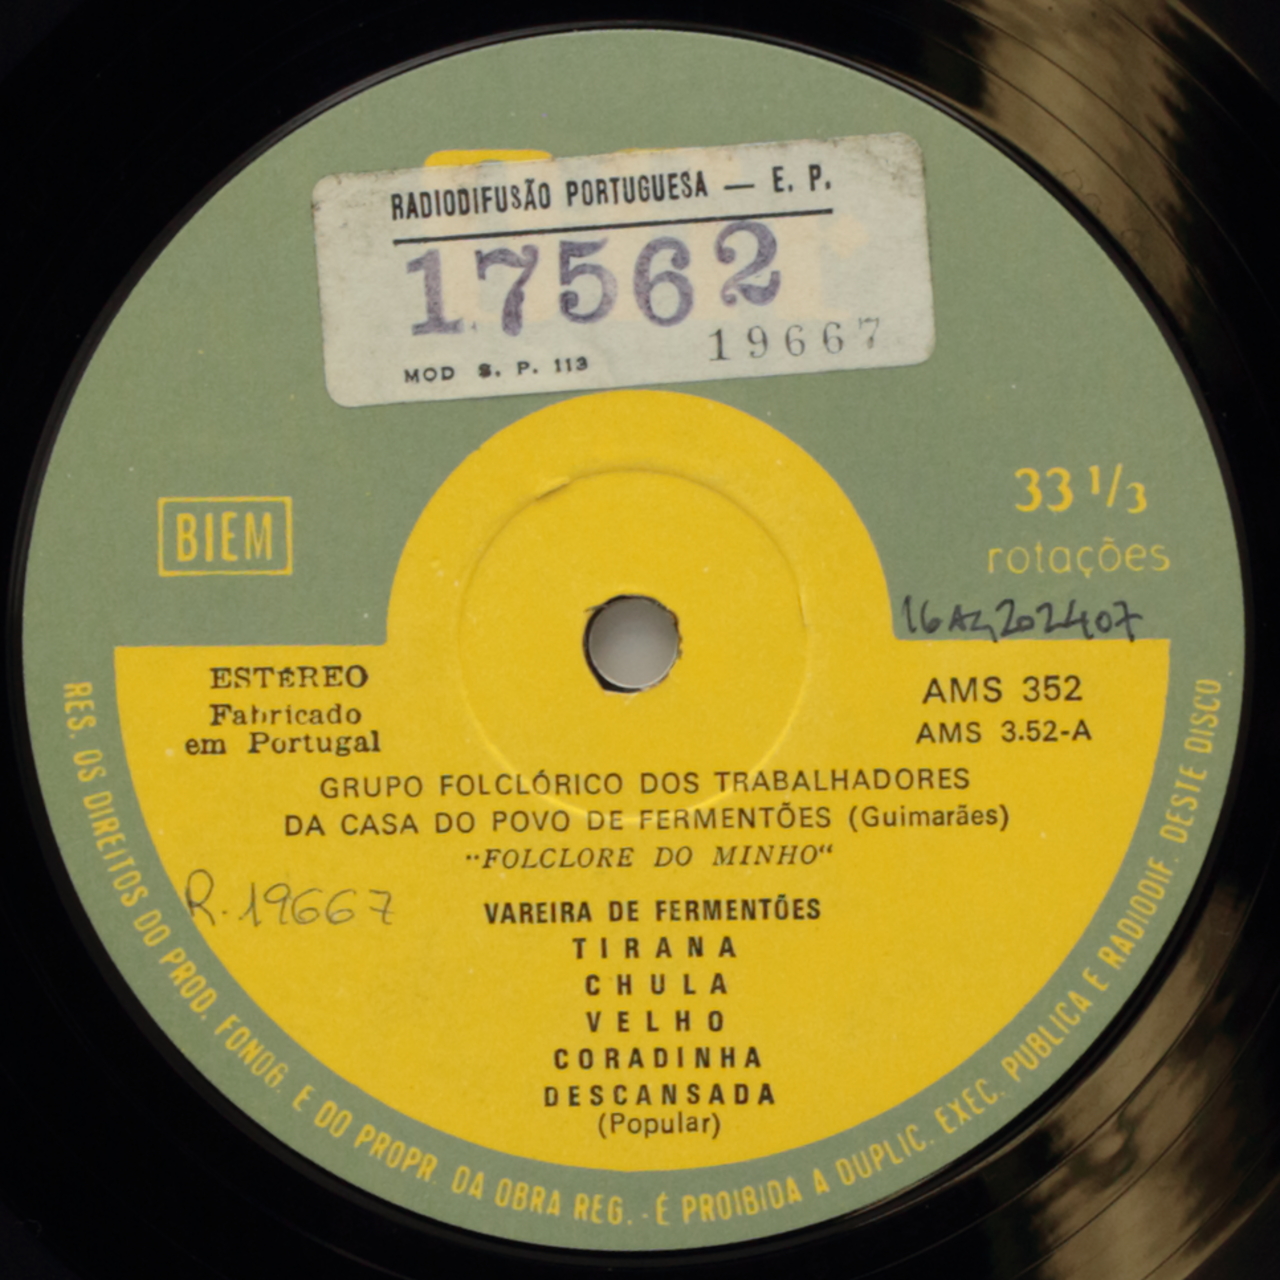 RADIODIFUSÃO PORTUGUESA — E. P.
17562
MOD S. P. 113 19667
BIEM
33 1/3
rotações
ESTÉREO
Fabricado
em Portugal
AMS 352
AMS 3.52-A
GRUPO FOLCLÓRICO DOS TRABALHADORES
DA CASA DO POVO DE FERMENTÕES (Guimarães)
"FOLCLORE DO MINHO"
R. 19667
VAREIRA DE FERMENTÕES
TIRANA
CHULA
VELHO
CORADINHA
DESCANSADA
(Popular)
RES. OS DIREITOS DO PROD. FONOG. E DO PROPR. DA OBRA REG. - É PROIBIDA A DUPLIC. EXEC. PUBLICA E RADIODIF. DESTE DISCO